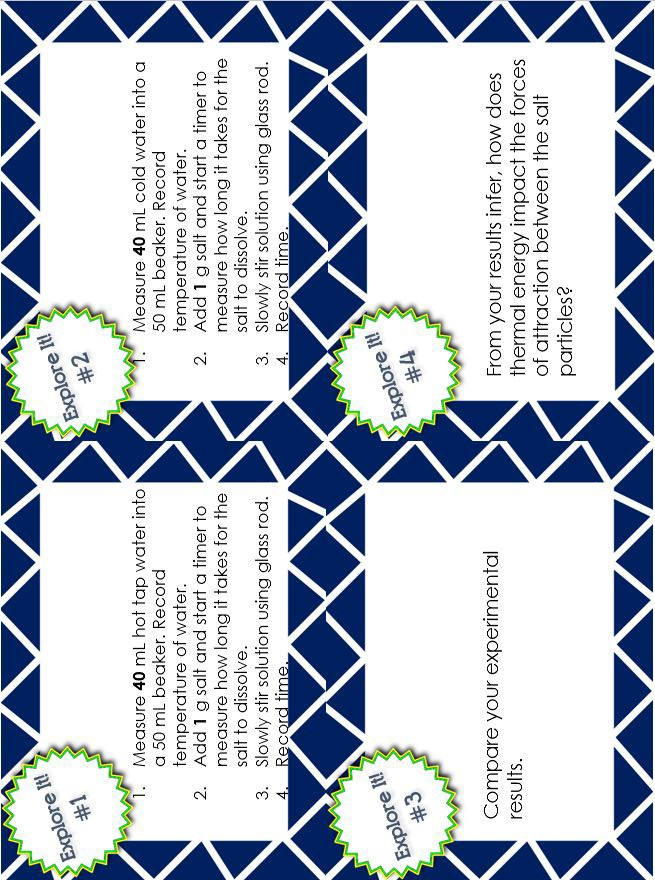 Explore It!
#1
1. Measure 40 mL hot tap water into
a 50 mL beaker. Record
temperature of water.
2. Add 1 g salt and start a timer to
measure how long it takes for the
salt to dissolve.
3. Slowly stir solution using glass rod.
4. Record time.
Explore It!
#2
1. Measure 40 mL cold water into a
50 mL beaker. Record
temperature of water.
2. Add 1 g salt and start a timer to
measure how long it takes for the
salt to dissolve.
3. Slowly stir solution using glass rod.
4. Record time.
Explore It!
#3
Compare your experimental
results.
Explore It!
#4
From your results infer, how does
thermal energy impact the forces
of attraction between the salt
particles?